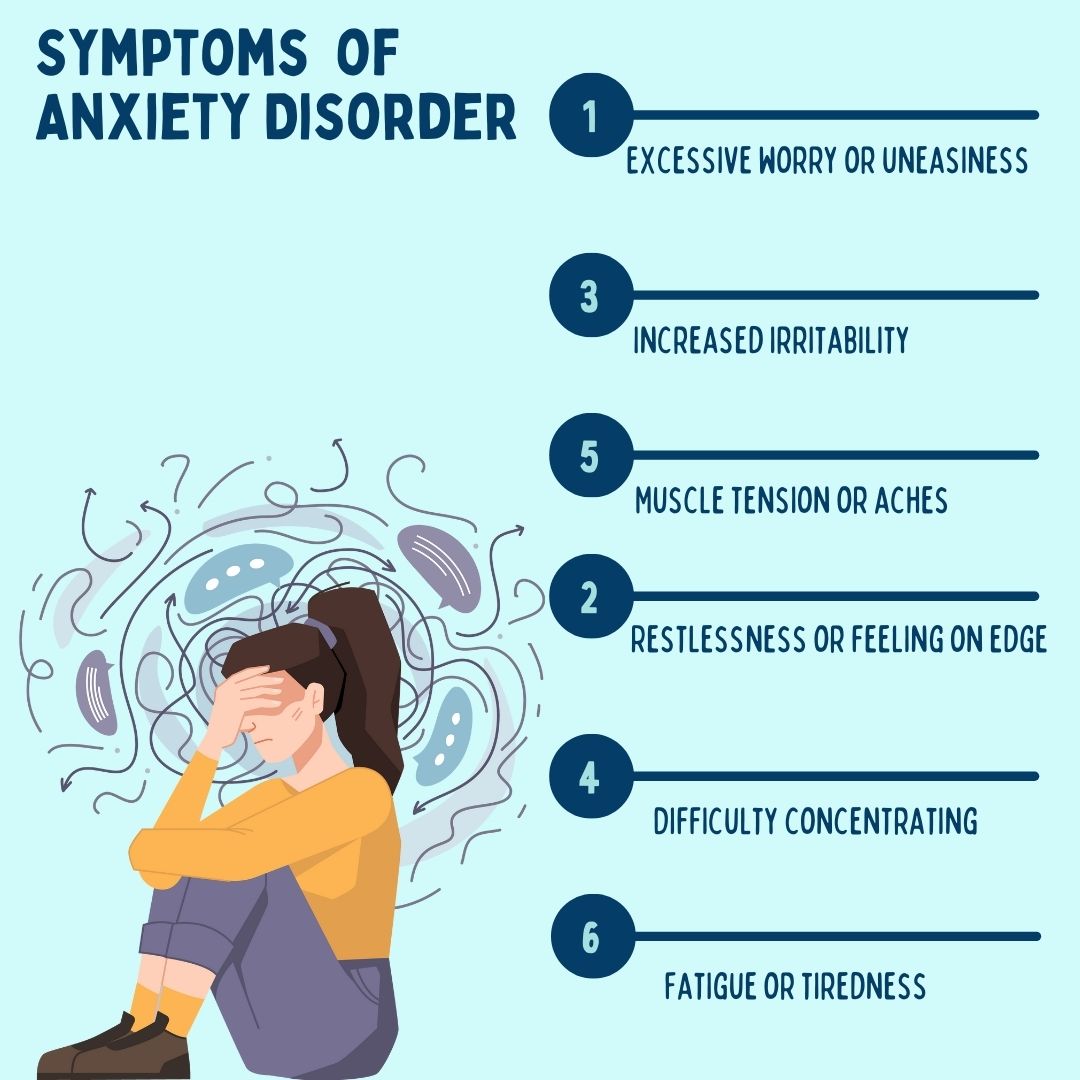 SYMPTOMS OF
ANXIETY DISORDER
1
EXCESSIVE WORRY OR UNEASINESS
3
INCREASED IRRITABILITY
5
MUSCLE TENSION OR ACHES
2
RESTLESSNESS OR FEELING ON EDGE
4
DIFFICULTY CONCENTRATING
6
FATIGUE OR TIREDNESS